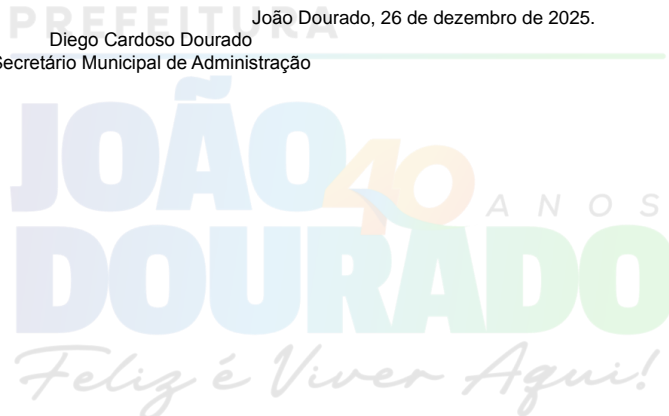 PREFEITURA
João Dourado, 26 de dezembro de 2025.
Diego Cardoso Dourado
Secretário Municipal de Administração
JOÃO 40 ANOS
DOURADO
Feliz é Viver Aqui!